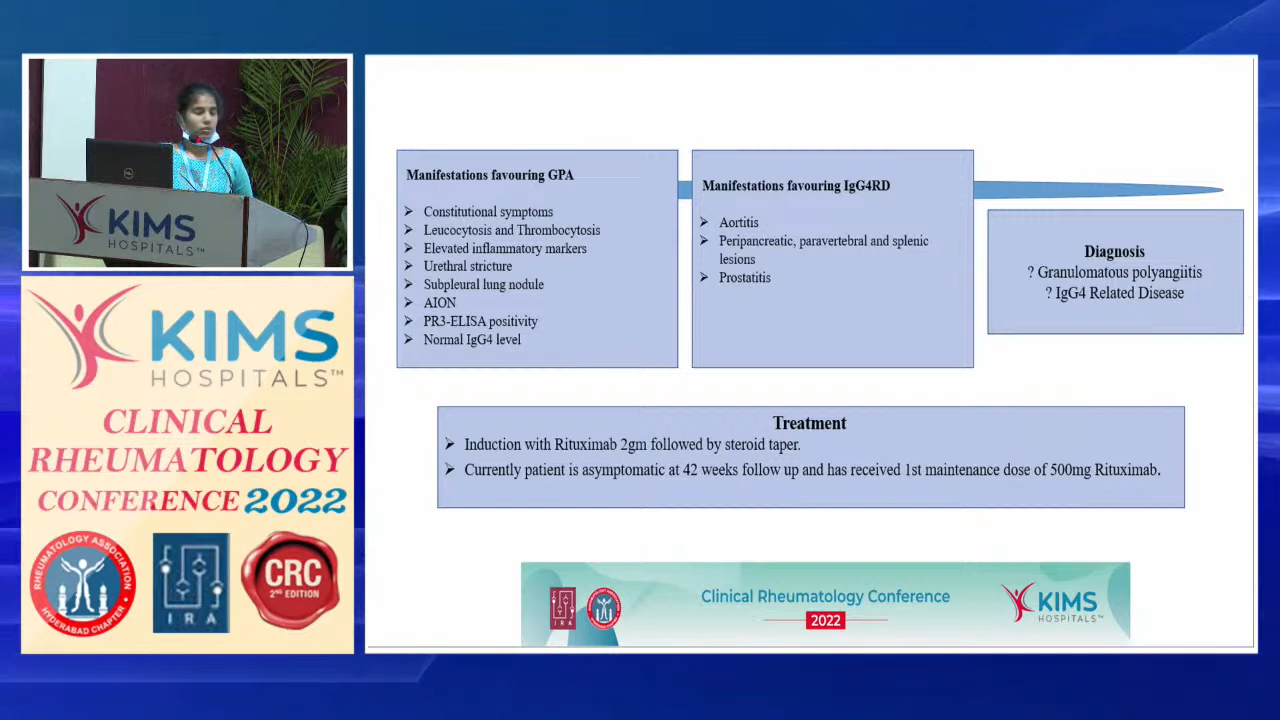 KIMS
HOSPITALS™
KIMS
HOSPITALS™
CLINICAL
RHEUMATOLOGY
CONFERENCE 2022
RHEUMATOLOGY ASSOCIATION
HYDERABAD CHAPTER
IRA
CRC
2ND EDITION
Manifestations favouring GPA
Constitutional symptoms
Leucocytosis and Thrombocytosis
Elevated inflammatory markers
Urethral stricture
Subpleural lung nodule
AION
PR3-ELISA positivity
Normal IgG4 level
Manifestations favouring IgG4RD
Aortitis
Peripancreatic, paravertebral and splenic
lesions
Prostatitis
Diagnosis
? Granulomatous polyangiitis
? IgG4 Related Disease
Treatment
Induction with Rituximab 2gm followed by steroid taper.
Currently patient is asymptomatic at 42 weeks follow up and has received 1st maintenance dose of 500mg Rituximab.
IRA
Clinical Rheumatology Conference
2022
KIMS
HOSPITALS™